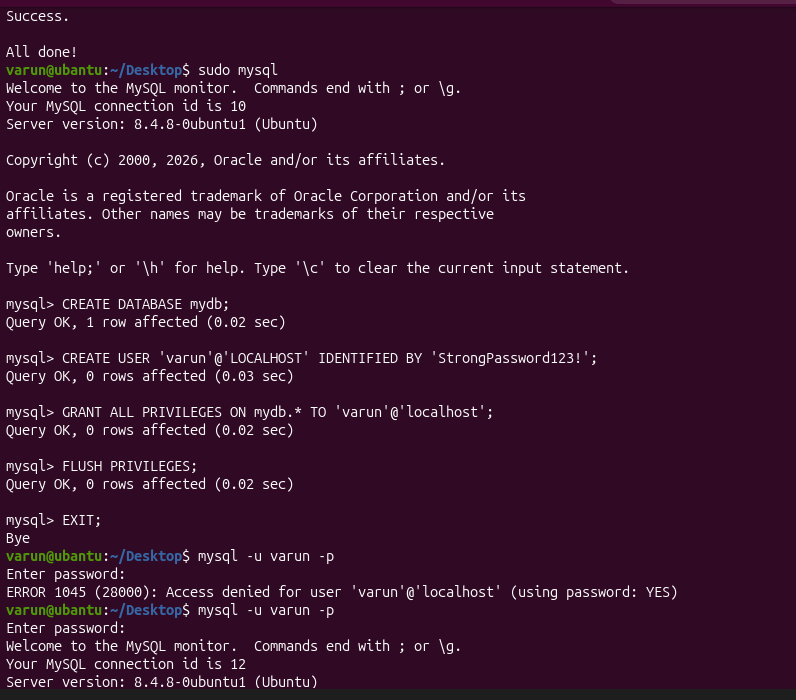 Success.
All done!
varun@ubantu:~/Desktop$ sudo mysql
Welcome to the MySQL monitor.  Commands end with ; or \g.
Your MySQL connection id is 10
Server version: 8.4.8-0ubuntu1 (Ubuntu)
Copyright (c) 2000, 2026, Oracle and/or its affiliates.
Oracle is a registered trademark of Oracle Corporation and/or its
affiliates. Other names may be trademarks of their respective
owners.
Type 'help;' or '\h' for help. Type '\c' to clear the current input statement.
mysql> CREATE DATABASE mydb;
Query OK, 1 row affected (0.02 sec)
mysql> CREATE USER 'varun'@'LOCALHOST' IDENTIFIED BY 'StrongPassword123!';
Query OK, 0 rows affected (0.03 sec)
mysql> GRANT ALL PRIVILEGES ON mydb.* TO 'varun'@'localhost';
Query OK, 0 rows affected (0.02 sec)
mysql> FLUSH PRIVILEGES;
Query OK, 0 rows affected (0.02 sec)
mysql> EXIT;
Bye
varun@ubantu:~/Desktop$ mysql -u varun -p
Enter password:
ERROR 1045 (28000): Access denied for user 'varun'@'localhost' (using password: YES)
varun@ubantu:~/Desktop$ mysql -u varun -p
Enter password:
Welcome to the MySQL monitor.  Commands end with ; or \g.
Your MySQL connection id is 12
Server version: 8.4.8-0ubuntu1 (Ubuntu)